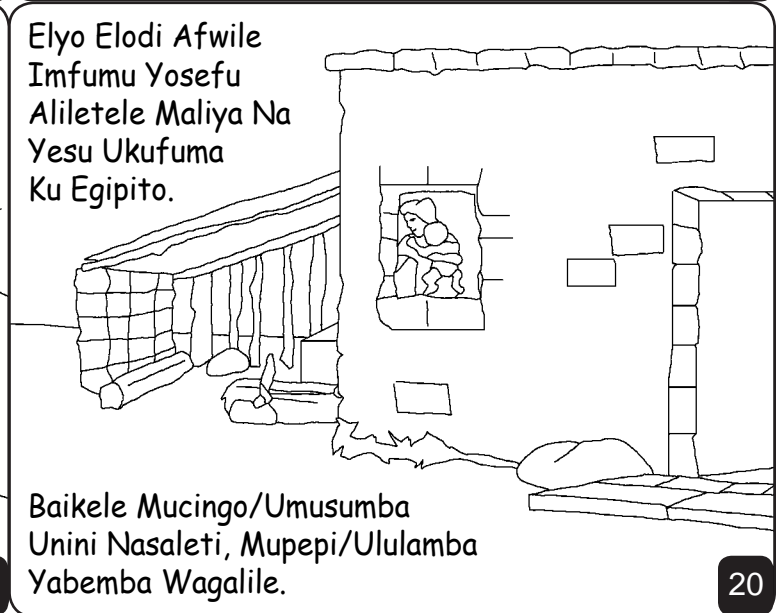 Elyo Elodi Afwile
Imfumu Yosefu
Aliletele Maliya Na
Yesu Ukufuma
Ku Egipito.
Baikele Mucingo/Umusumba
Unini Nasaleti, Mupepi/Ululamba
Yabemba Wagalile.
20